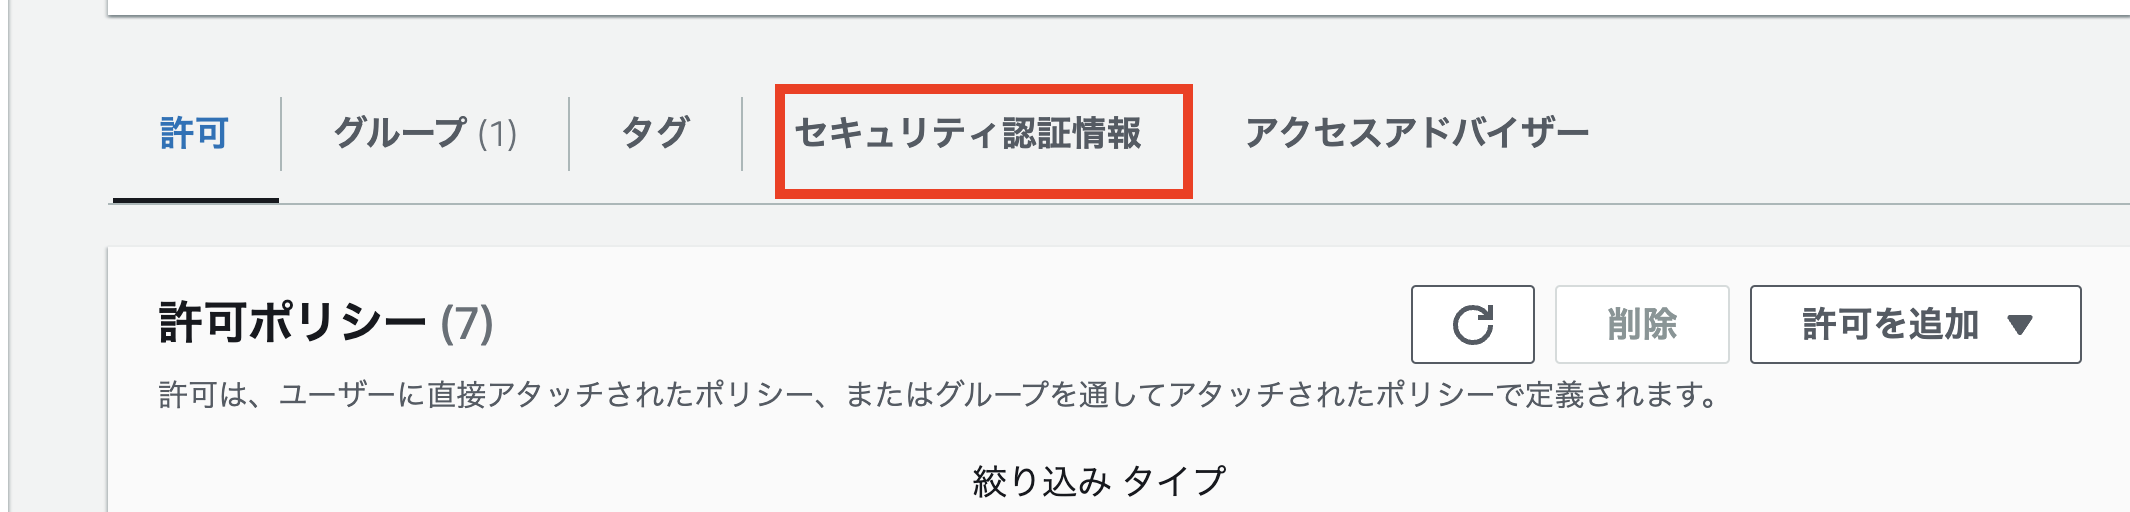 許可 グループ (1) タグ セキュリティ認証情報 アクセスアドバイザー
許可ポリシー (7) 削除 許可を追加
許可は、ユーザーに直接アタッチされたポリシー、またはグループを通してアタッチされたポリシーで定義されます。
絞り込み タイプ